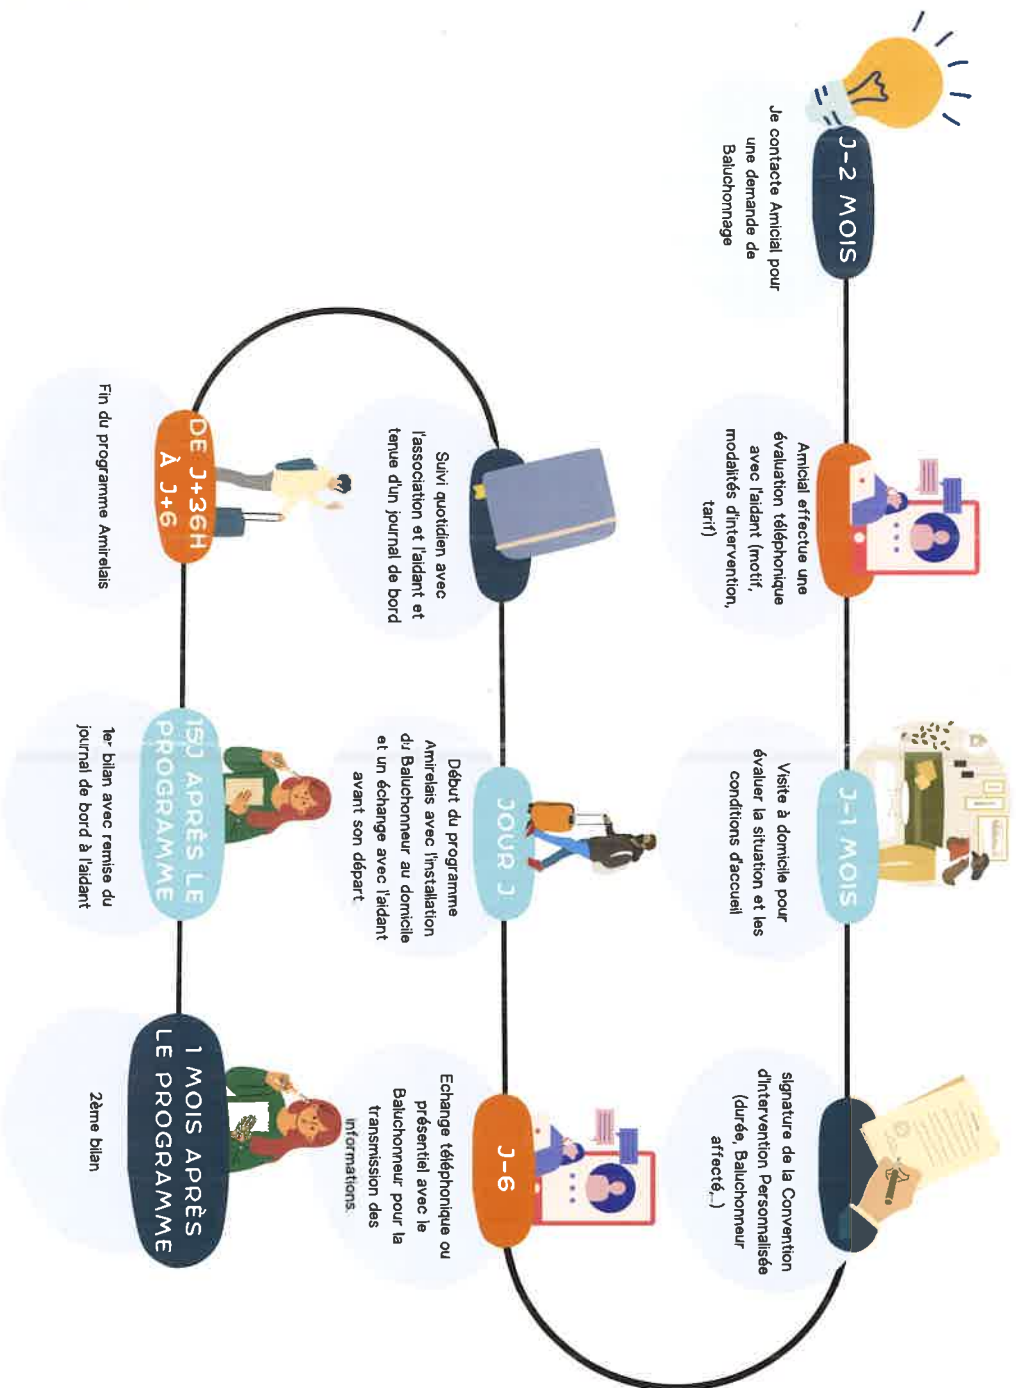 J-2 MOIS
Je contacte Amicial pour
une demande de
Baluchonnage
Amicial effectue une
évaluation téléphonique
avec l'aidant (motif,
modalités d'intervention,
tarif)
J-1 MOIS
Visite à domicile pour
évaluer la situation et les
conditions d'accueil
signature de la Convention
d'Intervention Personnalisée
(durée, Baluchonneur
affecté,..)
J-6
Echange téléphonique ou
présentiel avec le
Baluchonneur pour la
transmission des
informations.
JOUR J
Début du programme
Amirelais avec l'installation
du Baluchonneur au domicile
et un échange avec l'aidant
avant son départ
Suivi quotidien avec
l'association et l'aidant et
tenue d'un journal de bord
DE J+36H
À J+6
Fin du programme Amirelais
15J APRÈS LE
PROGRAMME
1er bilan avec remise du
journal de bord à l'aidant
1 MOIS APRÈS
LE PROGRAMME
2ème bilan